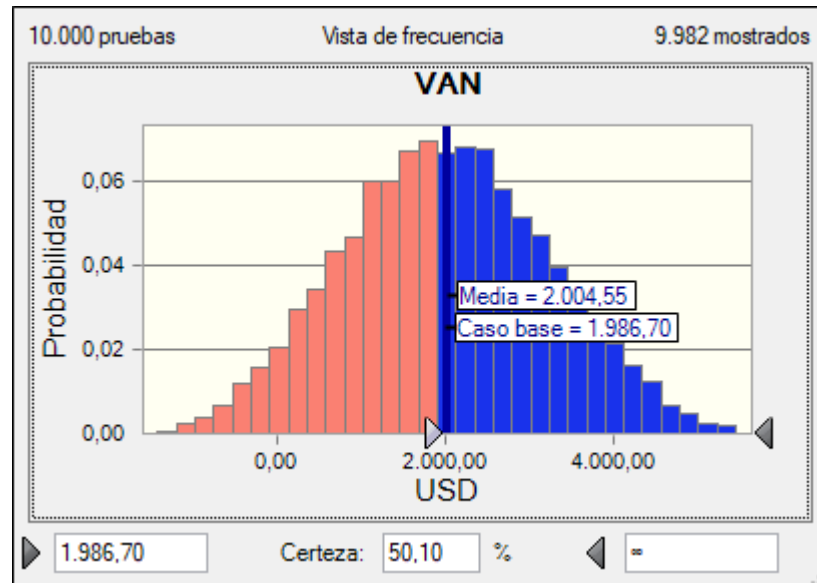 10.000 pruebas Vista de frecuencia 9.982 mostrados
VAN
Probabilidad
0,06
0,04
0,02
0,00
Media = 2.004,55
Caso base = 1.986,70
0,00 2.000,00 4.000,00
USD
1.986,70 Certeza: 50,10 % ∞